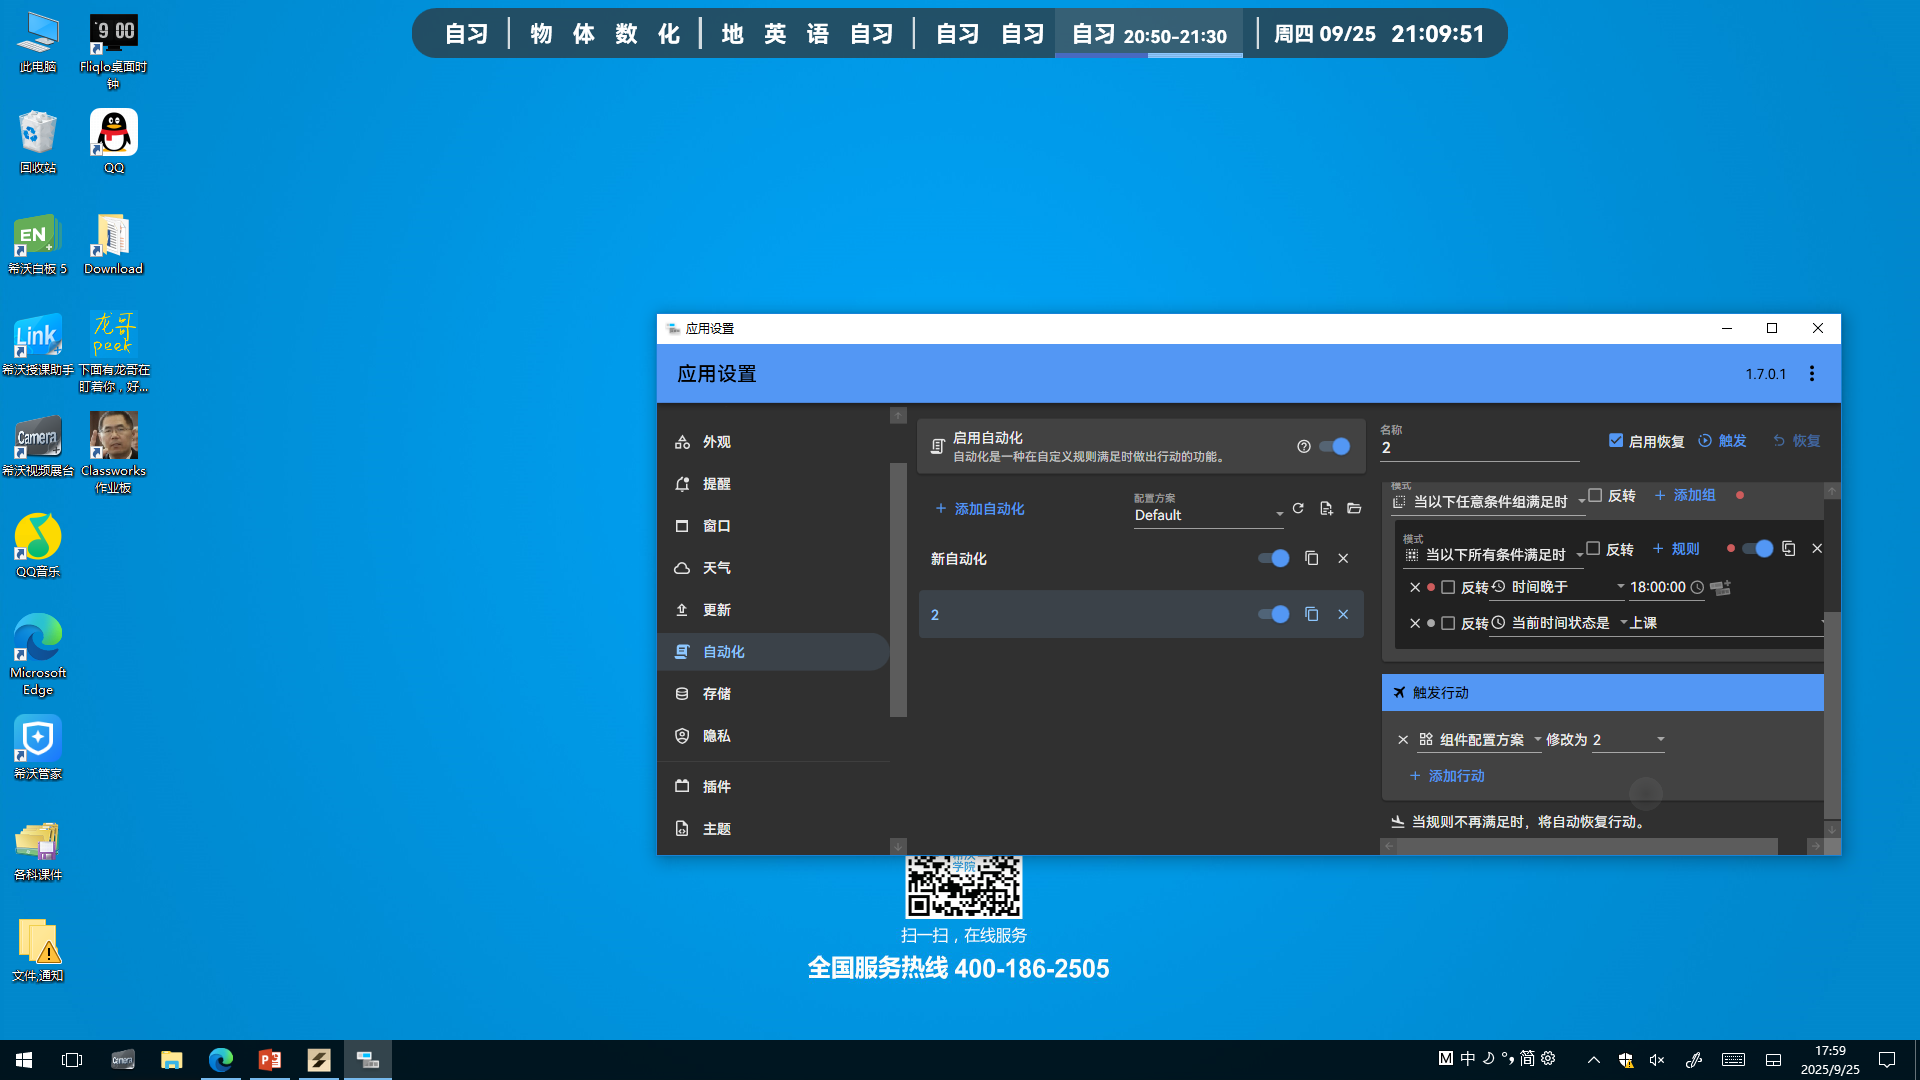 自习 物 体 数 化 地 英 语 自习 自习 自习 自习 20:50-21:30 周四 09/25 21:09:51
此电脑
Fliqlo桌面时
钟
回收站
QQ
EN
希沃白板 5
Download
Link
希沃授课助手
龙哥
peek
下面有龙哥在
盯着你，好...
Camera
希沃视频展台
Classworks
作业板
QQ音乐
Microsoft
Edge
希沃管家
各科课件
文件,通知
应用设置
应用设置
1.7.0.1
外观
提醒
窗口
天气
更新
自动化
存储
隐私
插件
主题
启用自动化
自动化是一种在自定义规则满足时做出行动的功能。
添加自动化
配置方案
Default
新自动化
2
名称
2
启用恢复
触发
恢复
模式
当以下任意条件组满足时
反转
添加组
模式
当以下所有条件满足时
反转
规则
反转 时间晚于 18:00:00
反转 当前时间状态是 上课
触发行动
组件配置方案 修改为 2
添加行动
当规则不再满足时，将自动恢复行动。
学院
扫一扫，在线服务
全国服务热线 400-186-2505
Camera
M 中 简
17:59
2025/9/25